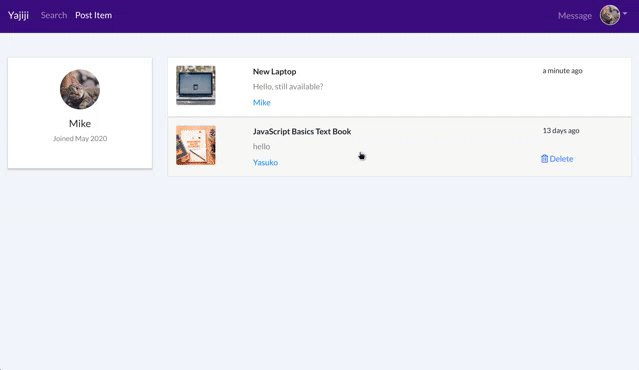 Yajiji Search Post Item Message
Mike
Joined May 2020
New Laptop a minute ago
Hello, still available?
Mike
JavaScript Basics Text Book 13 days ago
hello
Yasuko Delete